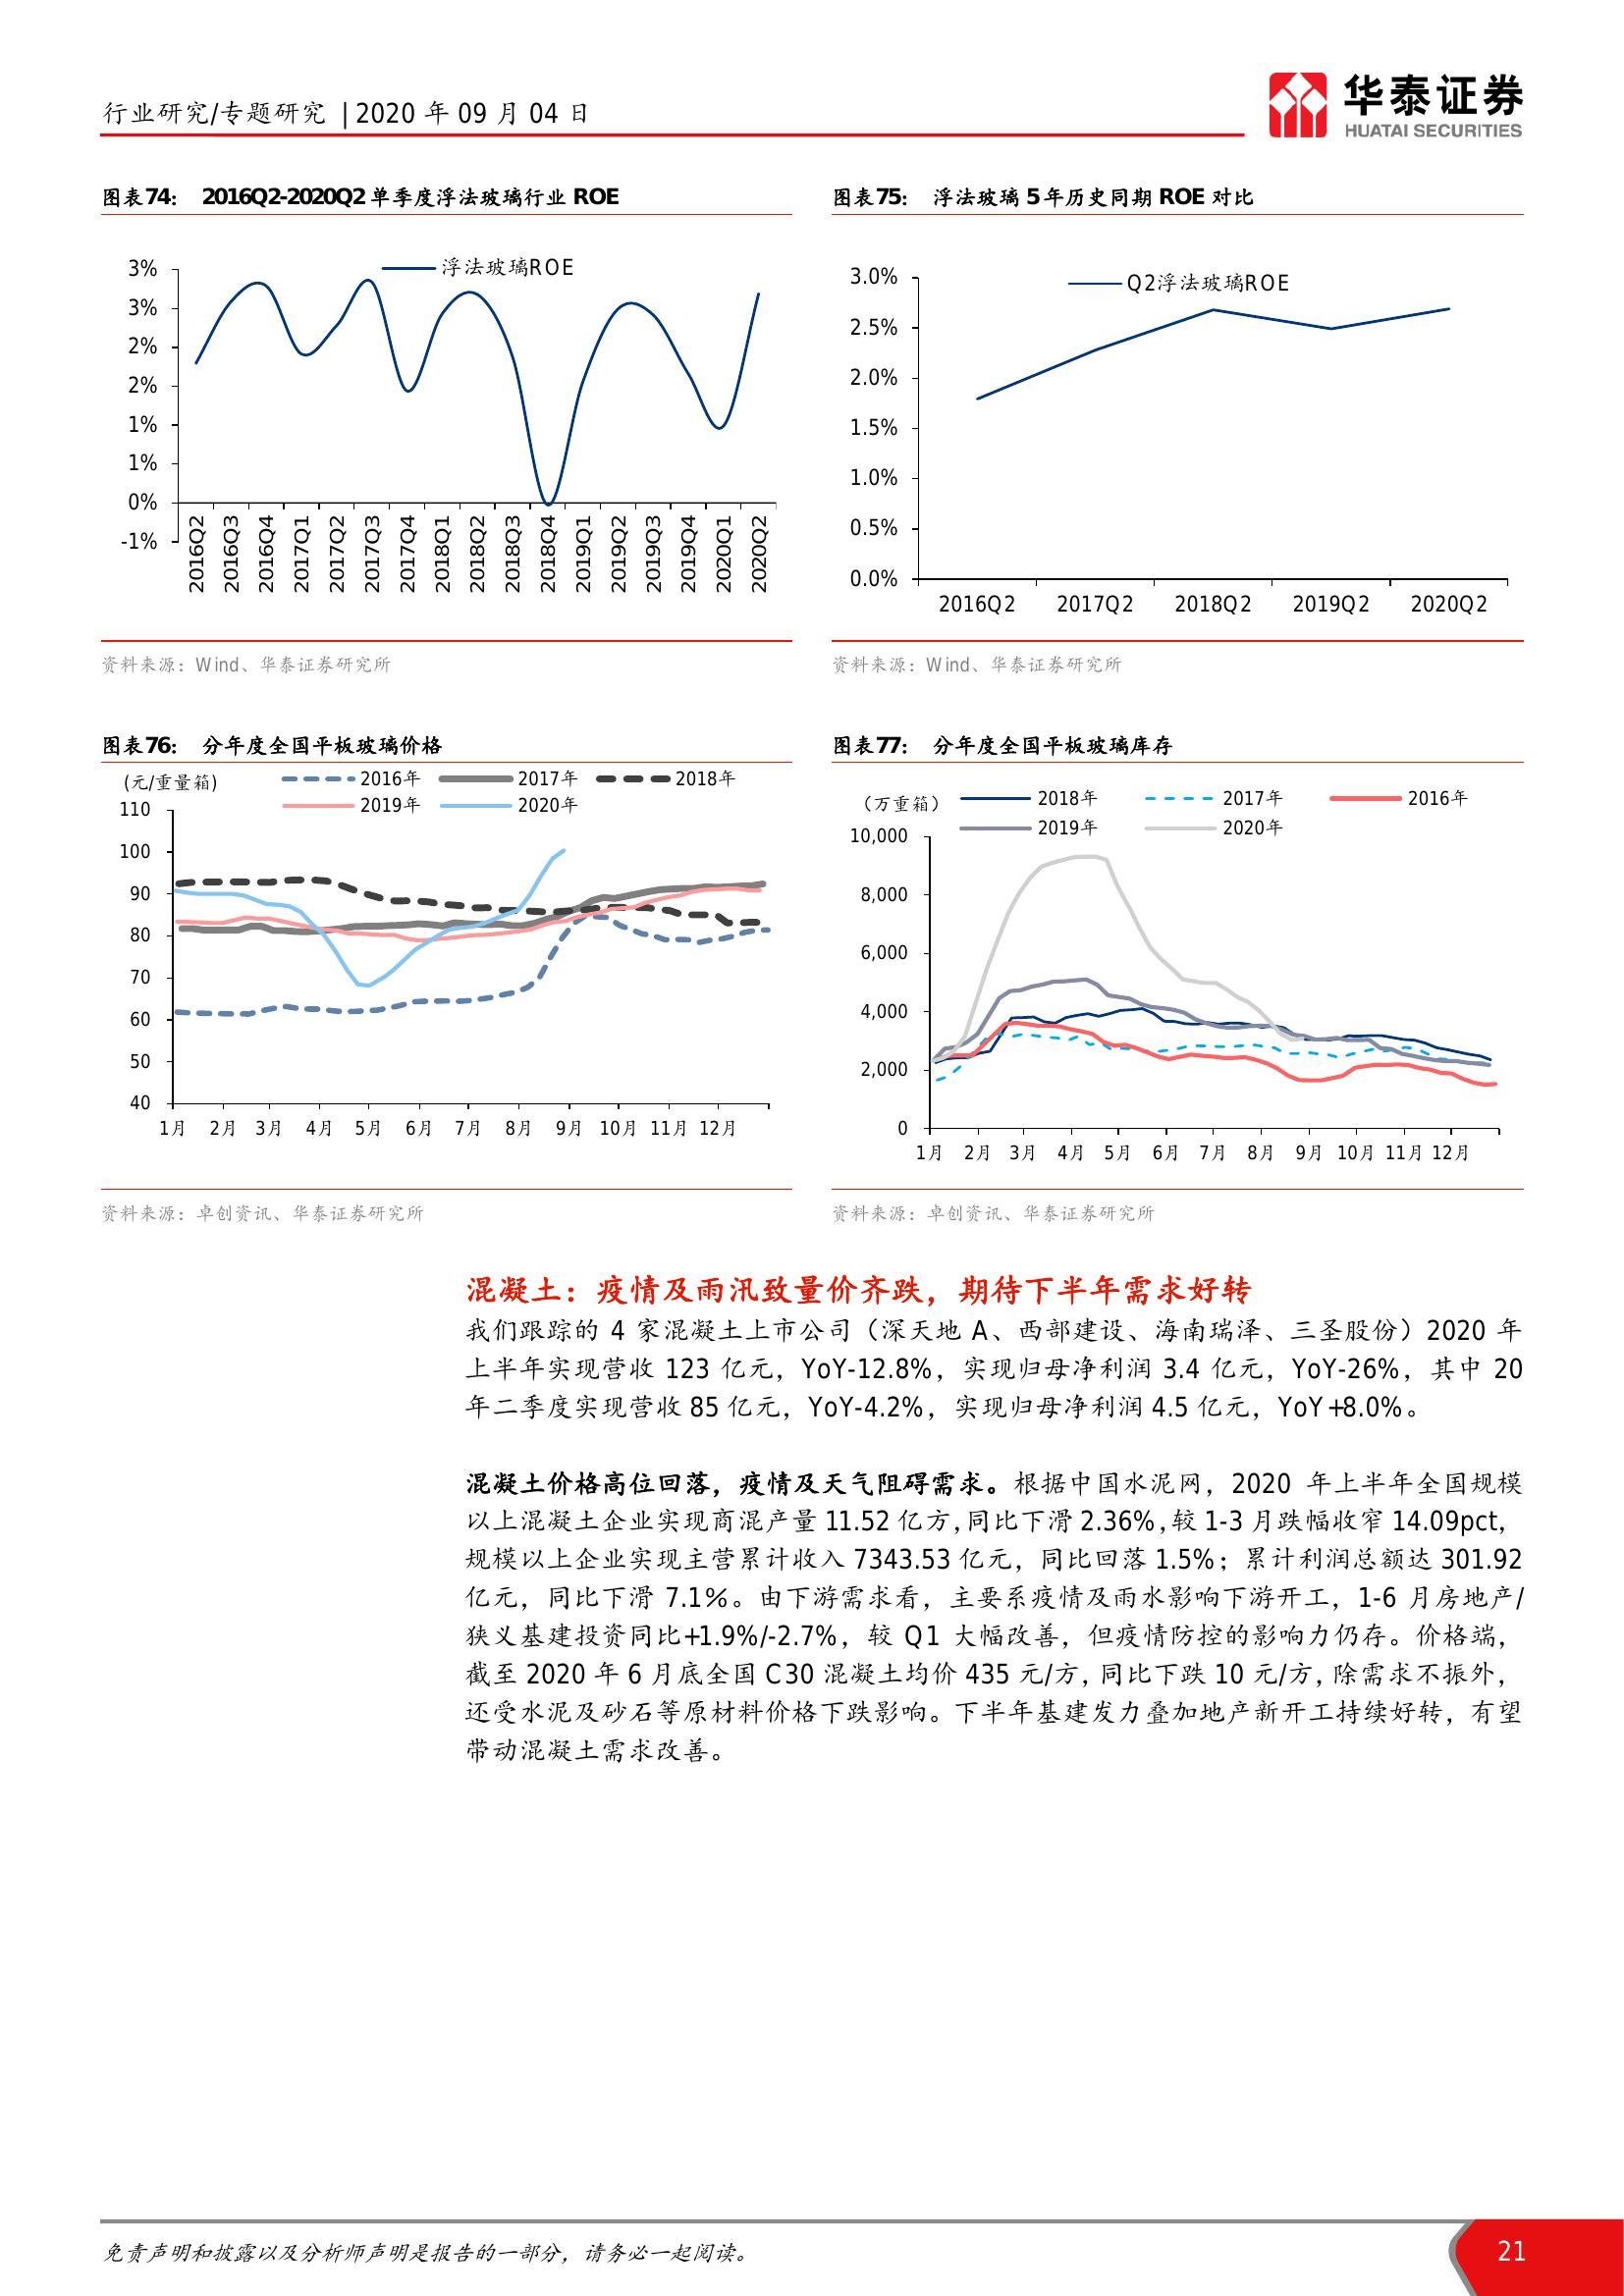 行业研究/专题研究 | 2020 年 09 月 04 日
华泰证券
HUATAI SECURITIES
图表74： 2016Q2-2020Q2 单季度浮法玻璃行业 ROE
浮法玻璃ROE
3%
3%
2%
2%
1%
1%
0%
-1%
2016Q2 2016Q3 2016Q4 2017Q1 2017Q2 2017Q3 2017Q4 2018Q1 2018Q2 2018Q3 2018Q4 2019Q1 2019Q2 2019Q3 2019Q4 2020Q1 2020Q2
资料来源：Wind、华泰证券研究所
图表75： 浮法玻璃 5 年历史同期 ROE 对比
Q2浮法玻璃ROE
3.0%
2.5%
2.0%
1.5%
1.0%
0.5%
0.0%
2016Q2 2017Q2 2018Q2 2019Q2 2020Q2
资料来源：Wind、华泰证券研究所
图表76： 分年度全国平板玻璃价格
(元/重量箱)
2016年 2017年 2018年
2019年 2020年
110
100
90
80
70
60
50
40
1月 2月 3月 4月 5月 6月 7月 8月 9月 10月 11月 12月
资料来源：卓创资讯、华泰证券研究所
图表77： 分年度全国平板玻璃库存
（万重箱）
2018年 2017年 2016年
2019年 2020年
10,000
8,000
6,000
4,000
2,000
0
1月 2月 3月 4月 5月 6月 7月 8月 9月 10月 11月 12月
资料来源：卓创资讯、华泰证券研究所
混凝土：疫情及雨汛致量价齐跌，期待下半年需求好转
我们跟踪的 4 家混凝土上市公司（深天地 A、西部建设、海南瑞泽、三圣股份）2020 年
上半年实现营收 123 亿元，YoY-12.8%，实现归母净利润 3.4 亿元，YoY-26%，其中 20
年二季度实现营收 85 亿元，YoY-4.2%，实现归母净利润 4.5 亿元，YoY+8.0%。
混凝土价格高位回落，疫情及天气阻碍需求。根据中国水泥网，2020 年上半年全国规模
以上混凝土企业实现商混产量 11.52 亿方，同比下滑 2.36%，较 1-3 月跌幅收窄 14.09pct，
规模以上企业实现主营累计收入 7343.53 亿元，同比回落 1.5%；累计利润总额达 301.92
亿元，同比下滑 7.1%。由下游需求看，主要系疫情及雨水影响下游开工，1-6 月房地产/
狭义基建投资同比+1.9%/-2.7%，较 Q1 大幅改善，但疫情防控的影响力仍存。价格端，
截至 2020 年 6 月底全国 C30 混凝土均价 435 元/方，同比下跌 10 元/方，除需求不振外，
还受水泥及砂石等原材料价格下跌影响。下半年基建发力叠加地产新开工持续好转，有望
带动混凝土需求改善。
免责声明和披露以及分析师声明是报告的一部分，请务必一起阅读。
21